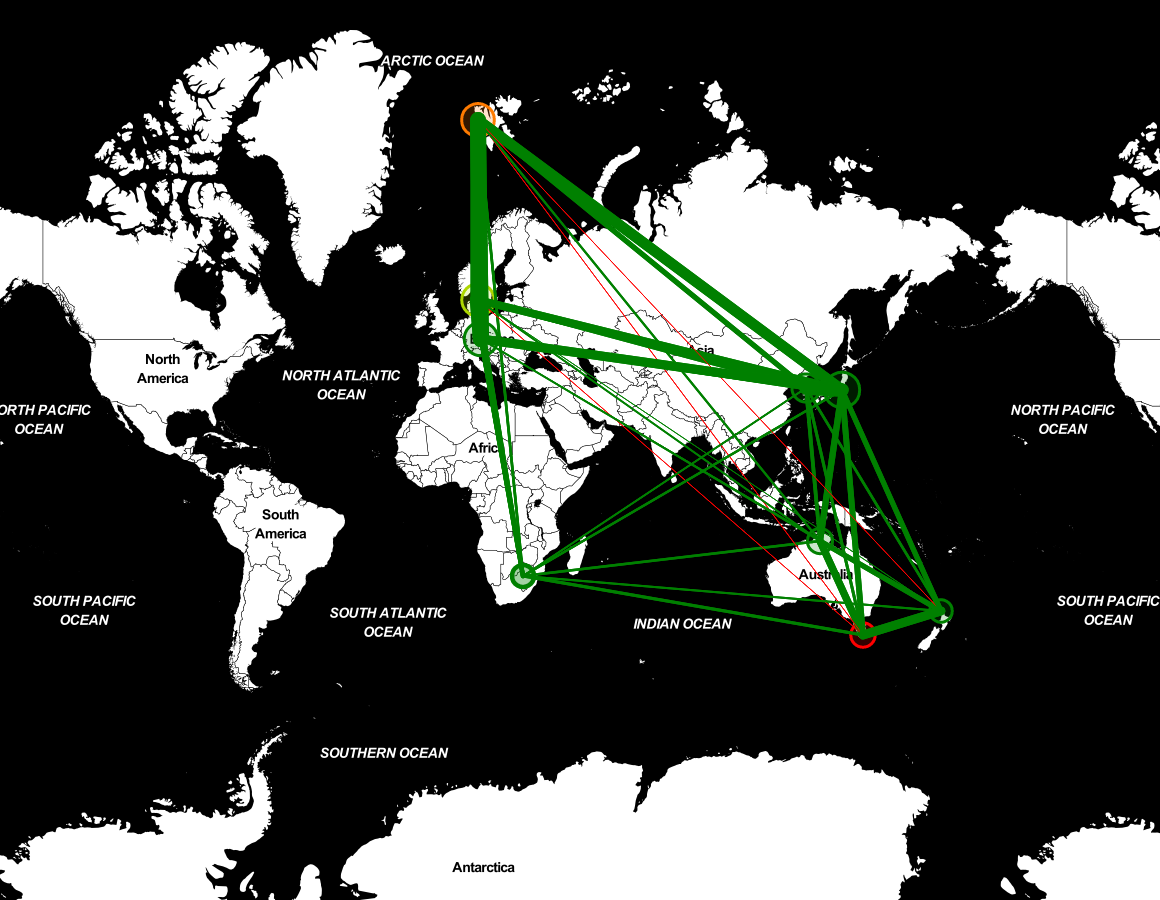 ARCTIC OCEAN
North
America
NORTH ATLANTIC
OCEAN
Asia
ORTH PACIFIC
OCEAN
NORTH PACIFIC
OCEAN
Africa
South
America
Australia
SOUTH PACIFIC
OCEAN
SOUTH ATLANTIC
OCEAN
INDIAN OCEAN
SOUTH PACIFIC
OCEAN
SOUTHERN OCEAN
Antarctica